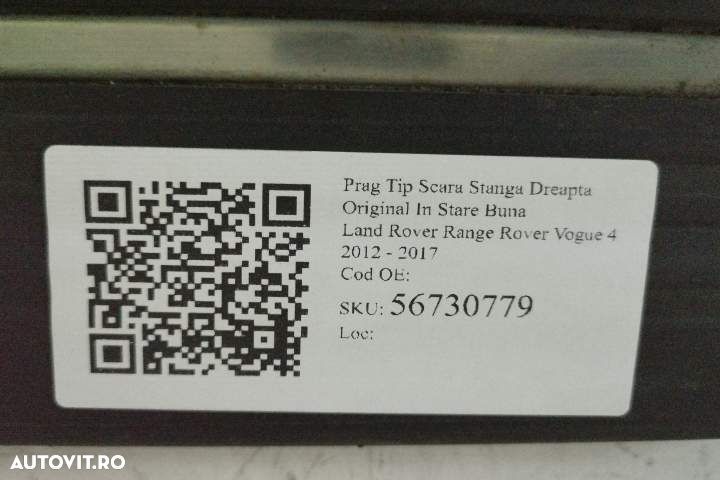 Prag Tip Scara Stanga Dreapta
Original In Stare Buna
Land Rover Range Rover Vogue 4
2012 - 2017
Cod OE:
SKU: 56730779
Loc:
AUTOVIT.RO